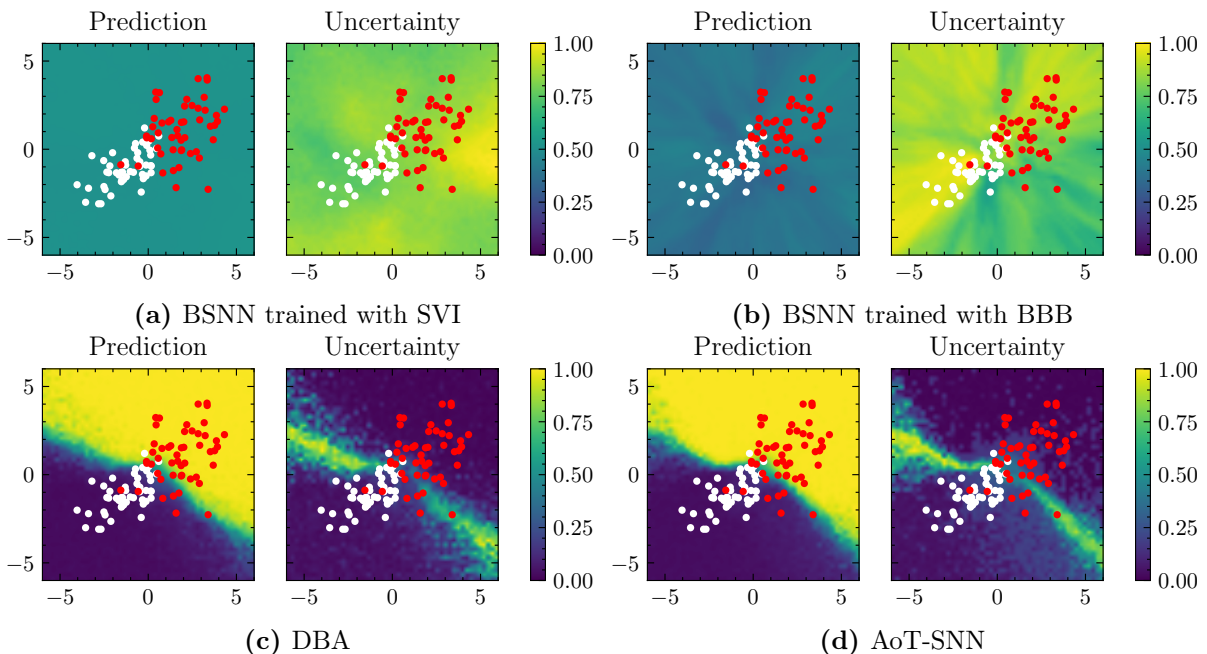 Prediction Uncertainty Prediction Uncertainty
5 1.00 5 1.00
0.75 0.75
0 0.50 0 0.50
0.25 0.25
−5 0.00 −5 0.00
−5 0 5 −5 0 5 −5 0 5 −5 0 5
(a) BSNN trained with SVI (b) BSNN trained with BBB
Prediction Uncertainty Prediction Uncertainty
5 1.00 5 1.00
0.75 0.75
0 0.50 0 0.50
0.25 0.25
−5 0.00 −5 0.00
−5 0 5 −5 0 5 −5 0 5 −5 0 5
(c) DBA (d) AoT-SNN